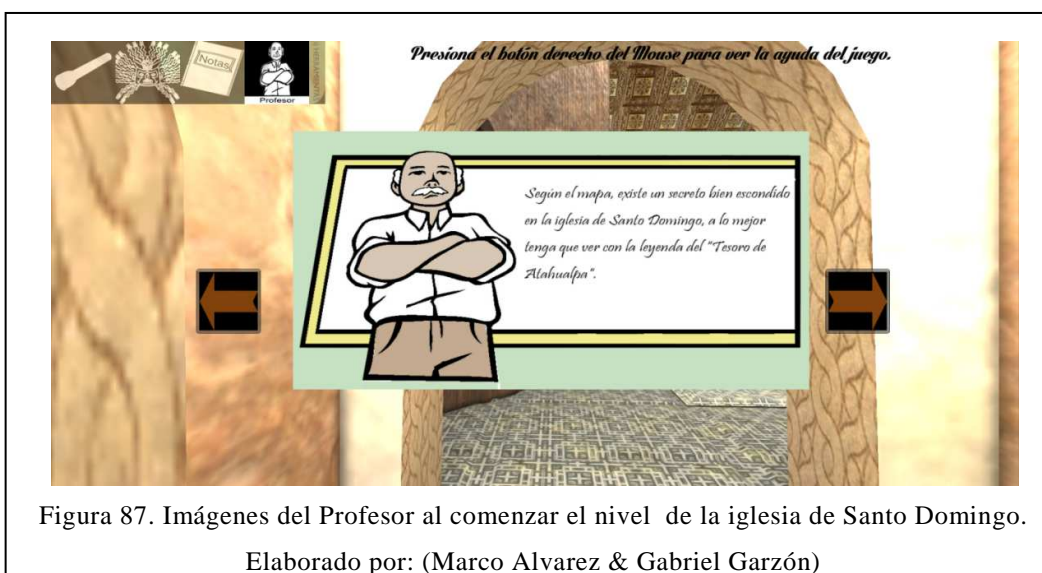 Notas
Profesor
Presiona el botón derecho del Mouse para ver la ayuda del juego.
Según el mapa, existe un secreto bien escondido
en la iglesia de Santo Domingo, a lo mejor
tenga que ver con la leyenda del "Tesoro de
Atahualpa".
Figura 87. Imágenes del Profesor al comenzar el nivel de la iglesia de Santo Domingo.
Elaborado por: (Marco Alvarez & Gabriel Garzón)